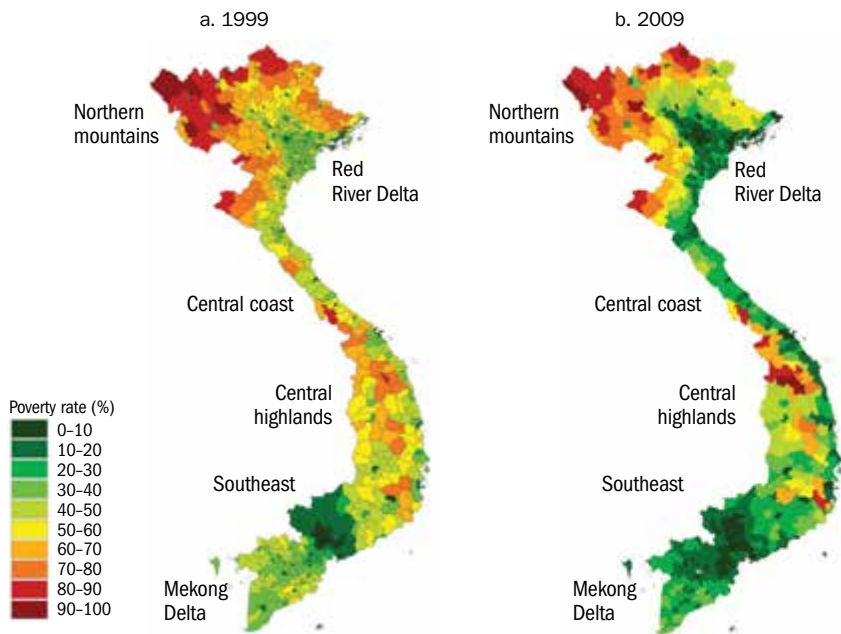 a. 1999
Northern
mountains
Red
River Delta
Central coast
Central
highlands
Southeast
Mekong
Delta
b. 2009
Northern
mountains
Red
River Delta
Central coast
Central
highlands
Southeast
Mekong
Delta
Poverty rate (%)
0–10
10–20
20–30
30–40
40–50
50–60
60–70
70–80
80–90
90–100